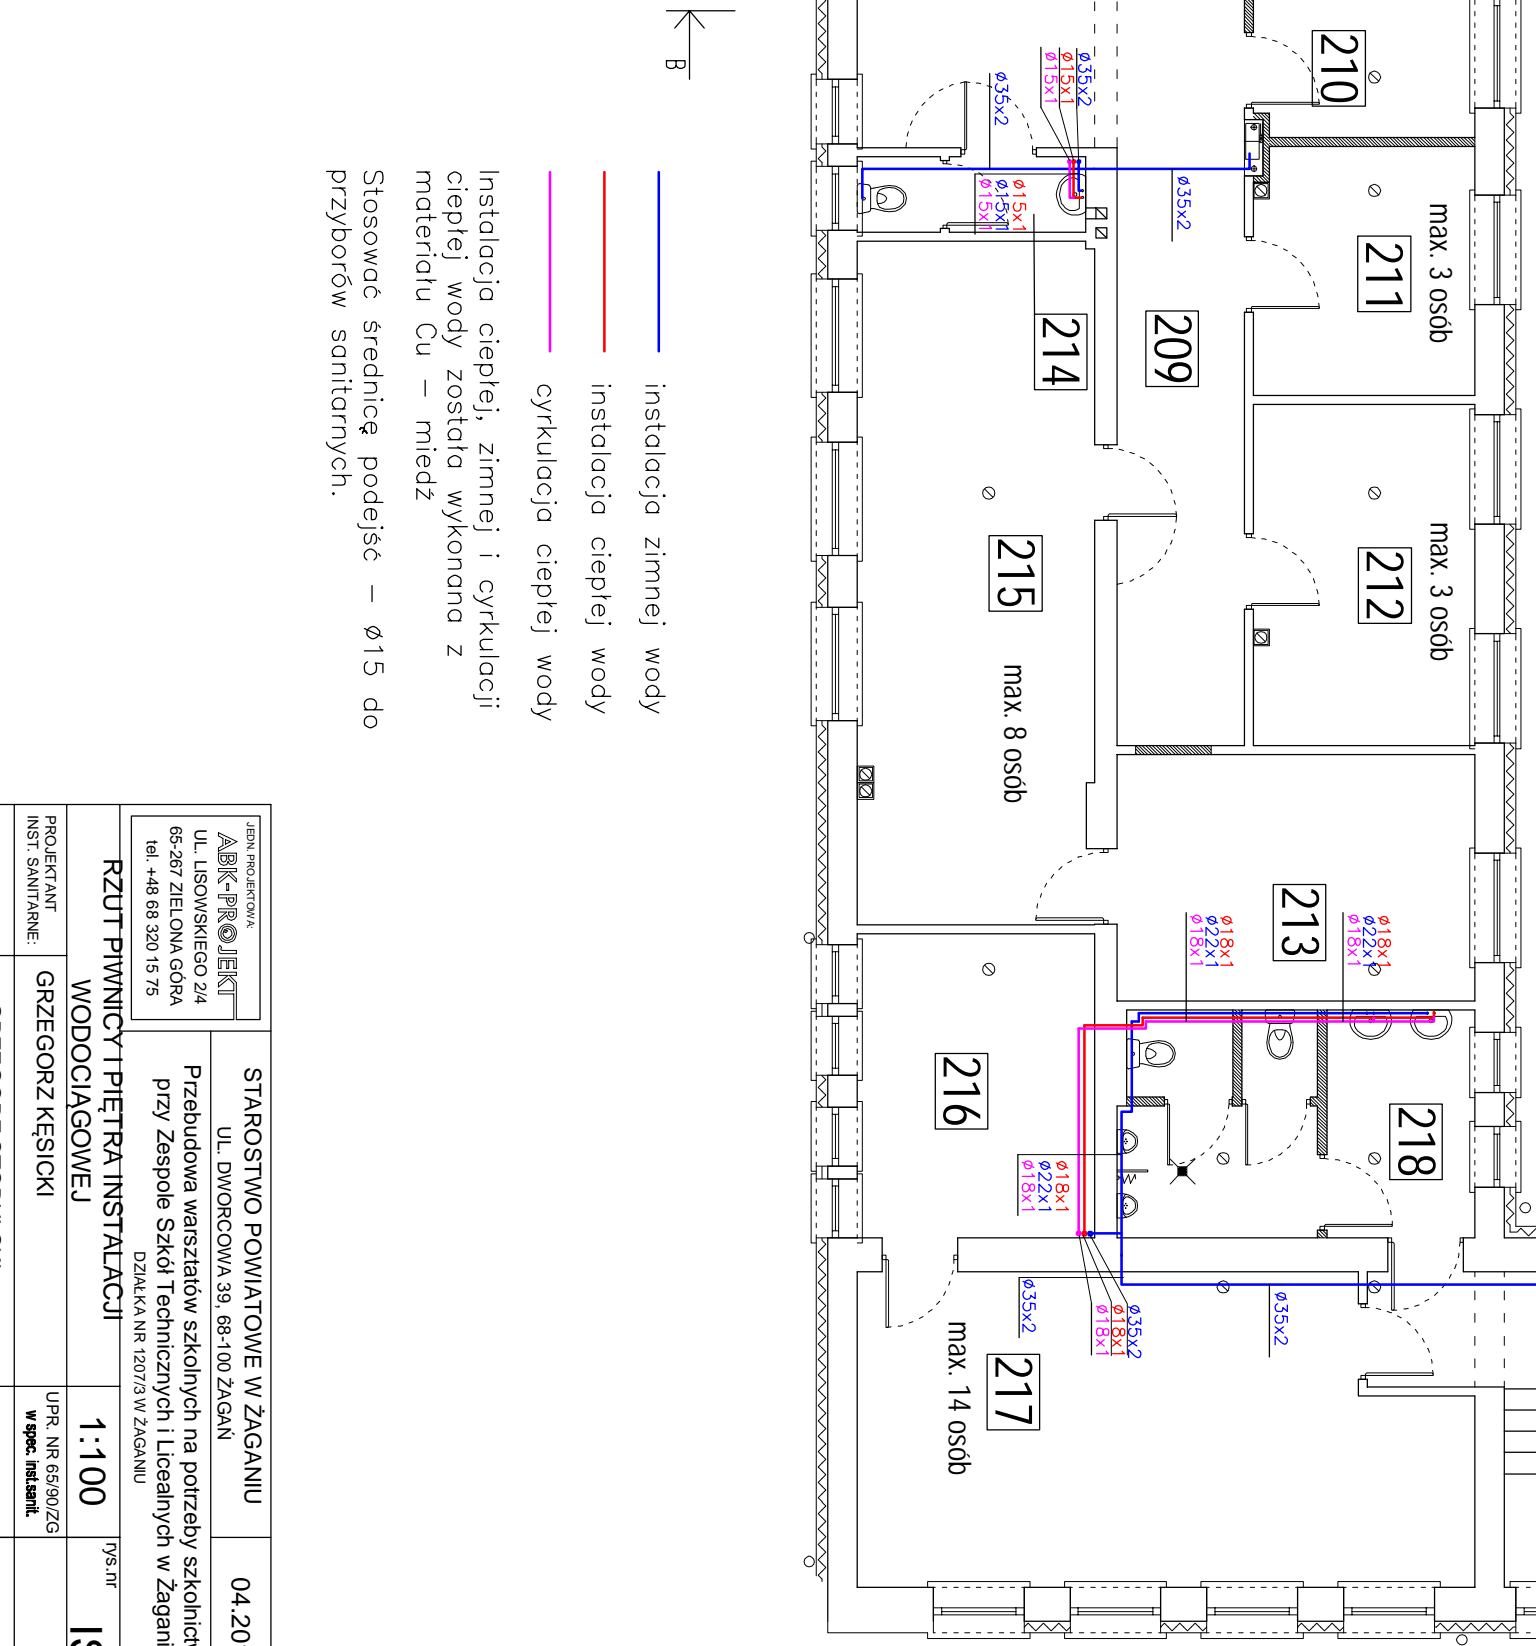 210
211
max. 3 osób
212
max. 3 osób
209
214
215
max. 8 osób
213
216
218
217
max. 14 osób
ø35x2
ø35x2
ø15x1
ø15x1
ø15x1
ø15x1
ø15x1
ø35x2
ø18x1
ø22x1
ø18x1
ø18x1
ø22x1
ø18x1
ø18x1
ø22x1
ø18x1
ø35x2
ø35x2
ø18x1
ø18x1
ø35x2
B
instalacja zimnej wody
instalacja ciepłej wody
cyrkulacja ciepłej wody
Instalacja ciepłej, zimnej i cyrkulacji
ciepłej wody została wykonana z
materiału Cu – miedź
Stosować średnicę podejść – ø15 do
przyborów sanitarnych.
JEDN. PROJEKTOWA:
ABK-PROJEKT
UL. LISOWSKIEGO 2/4
65-267 ZIELONA GÓRA
tel. +48 68 320 15 75
STAROSTWO POWIATOWE W ŻAGANIU
UL. DWORCOWA 39, 68-100 ŻAGAŃ
04.20
Przebudowa warsztatów szkolnych na potrzeby szkolnictw
przy Zespole Szkół Technicznych i Licealnych w Żagani
DZIAŁKA NR 1207/3 W ŻAGANIU
RZUT PIWNICY I PIĘTRA INSTALACJI
WODOCIĄGOWEJ
1:100
rys.nr
IS
PROJEKTANT
INST. SANITARNE:
GRZEGORZ KĘSICKI
UPR. NR 65/90/ZG
w spec. inst.sanit.